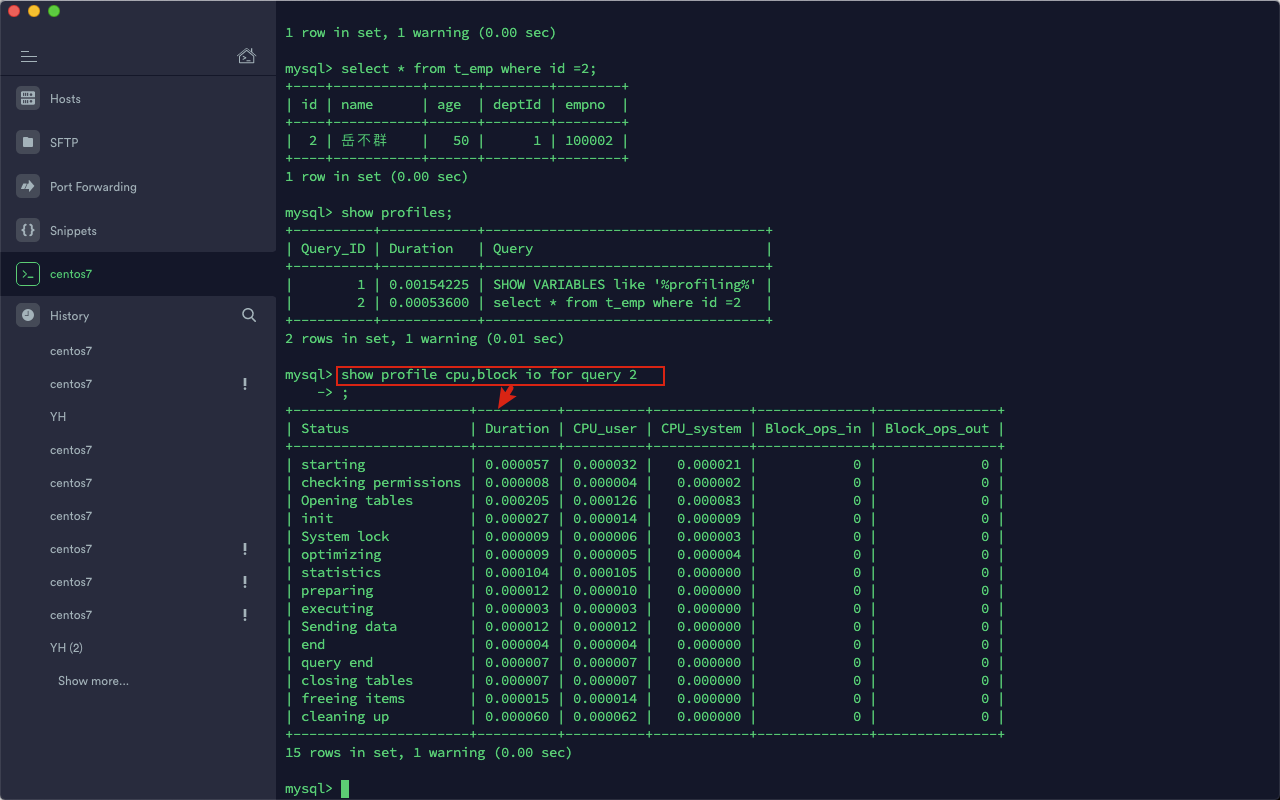 Hosts
SFTP
Port Forwarding
Snippets
centos7
History
centos7
centos7 !
YH
centos7
centos7
centos7
centos7 !
centos7 !
centos7 !
YH (2)
Show more...
1 row in set, 1 warning (0.00 sec)
mysql> select * from t_emp where id =2;
+----+-----------+------+--------+--------+
| id | name      | age  | deptId | empno  |
+----+-----------+------+--------+--------+
|  2 | 岳不群    |   50 |      1 | 100002 |
+----+-----------+------+--------+--------+
1 row in set (0.00 sec)
mysql> show profiles;
+----------+------------+-----------------------------------+
| Query_ID | Duration   | Query                             |
+----------+------------+-----------------------------------+
|        1 | 0.00154225 | SHOW VARIABLES like '%profiling%' |
|        2 | 0.00053600 | select * from t_emp where id =2   |
+----------+------------+-----------------------------------+
2 rows in set, 1 warning (0.01 sec)
mysql> show profile cpu,block io for query 2
    -> ;
+----------------------+----------+----------+------------+--------------+---------------+
| Status               | Duration | CPU_user | CPU_system | Block_ops_in | Block_ops_out |
+----------------------+----------+----------+------------+--------------+---------------+
| starting             | 0.000057 | 0.000032 |   0.000021 |            0 |             0 |
| checking permissions | 0.000008 | 0.000004 |   0.000002 |            0 |             0 |
| Opening tables       | 0.000205 | 0.000126 |   0.000083 |            0 |             0 |
| init                 | 0.000027 | 0.000014 |   0.000009 |            0 |             0 |
| System lock          | 0.000009 | 0.000006 |   0.000003 |            0 |             0 |
| optimizing           | 0.000009 | 0.000005 |   0.000004 |            0 |             0 |
| statistics           | 0.000104 | 0.000105 |   0.000000 |            0 |             0 |
| preparing            | 0.000012 | 0.000010 |   0.000000 |            0 |             0 |
| executing            | 0.000003 | 0.000003 |   0.000000 |            0 |             0 |
| Sending data         | 0.000012 | 0.000012 |   0.000000 |            0 |             0 |
| end                  | 0.000004 | 0.000004 |   0.000000 |            0 |             0 |
| query end            | 0.000007 | 0.000007 |   0.000000 |            0 |             0 |
| closing tables       | 0.000007 | 0.000007 |   0.000000 |            0 |             0 |
| freeing items        | 0.000015 | 0.000014 |   0.000000 |            0 |             0 |
| cleaning up          | 0.000060 | 0.000062 |   0.000000 |            0 |             0 |
+----------------------+----------+----------+------------+--------------+---------------+
15 rows in set, 1 warning (0.00 sec)
mysql>